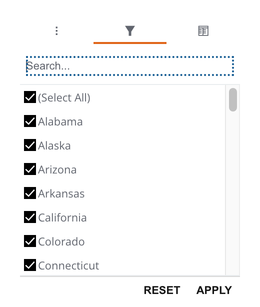 Search...
(Select All)
Alabama
Alaska
Arizona
Arkansas
California
Colorado
Connecticut
RESET APPLY